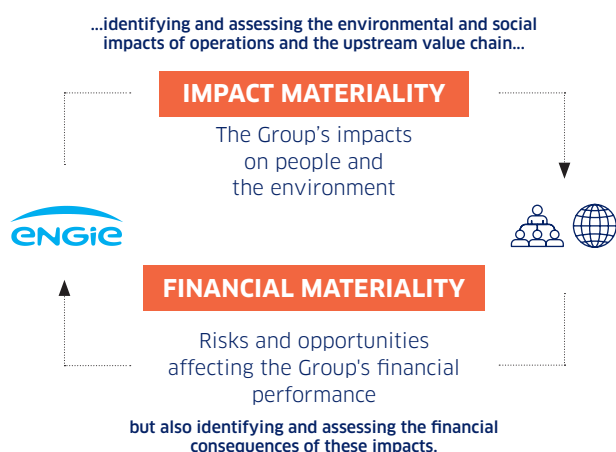 ...identifying and assessing the environmental and social
impacts of operations and the upstream value chain...
IMPACT MATERIALITY
The Group's impacts
on people and
the environment
ENGIE
FINANCIAL MATERIALITY
Risks and opportunities
affecting the Group's financial
performance
but also identifying and assessing the financial
consequences of these impacts.